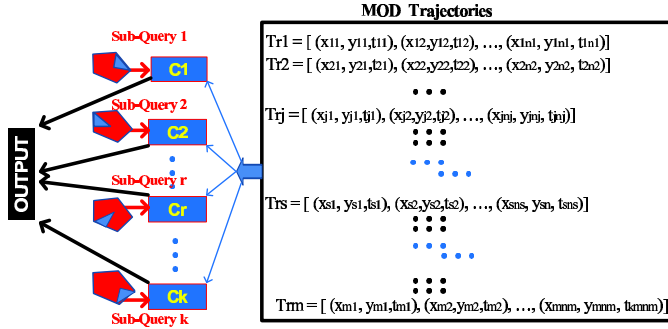 MOD Trajectories
Sub-Query 1
C1
Sub-Query 2
C2
Sub-Query r
Cr
Ck
Sub-Query k
OUTPUT
Tr1 = [ (x11, y11,t11), (x12,y12,t12), ..., (x1n1, y1n1, t1n1)]
Tr2 = [ (x21, y21,t21), (x22,y22,t22), ..., (x2n2, y2n2, t2n2)]
Trj = [ (xj1, yj1,tj1), (xj2,yj2,tj2), ..., (xjnj, yjnj, tjnj)]
Trs = [ (xs1, ys1,ts1), (xs2,ys2,ts2), ..., (xsns, ysn, tsns)]
Trm = [ (xm1, ym1,tm1), (xm2,ym2,tm2), ..., (xmnm, ymnm, tkmnm)]